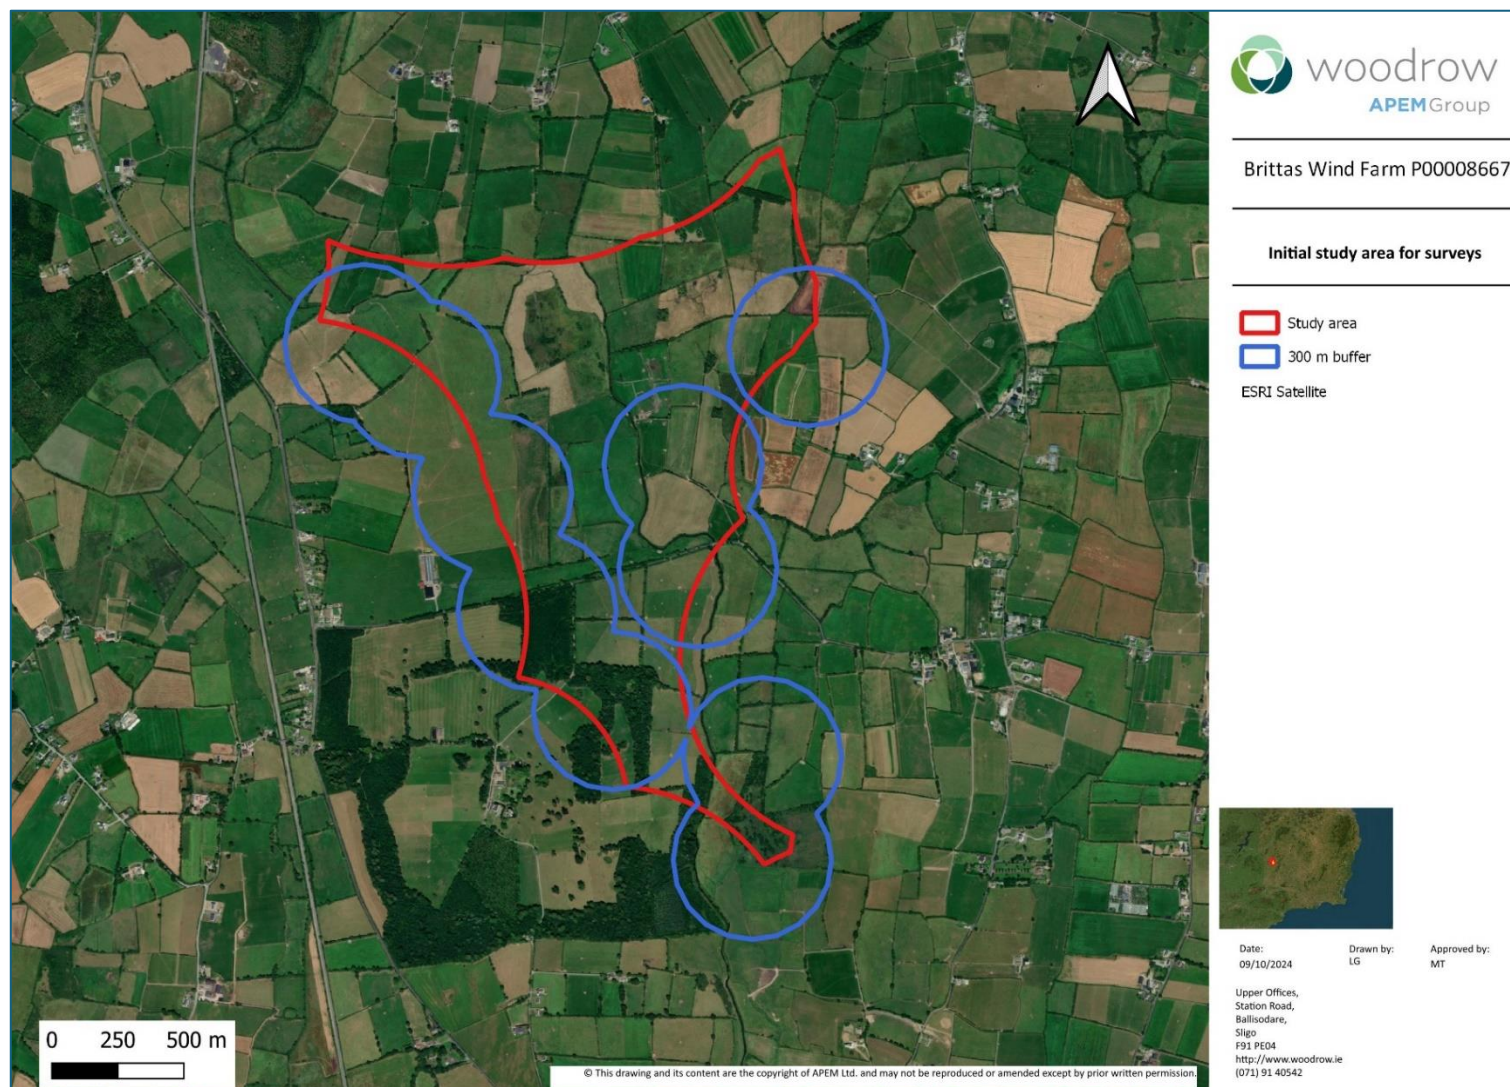 woodrow
APEMGroup
Brittas Wind Farm P00008667
Initial study area for surveys
Study area
300 m buffer
ESRI Satellite
Date:
09/10/2024
Drawn by:
LG
Approved by:
MT
Upper Offices,
Station Road,
Ballisodare,
Sligo
F91 PE04
http://www.woodrow.ie
(071) 91 40542
0 250 500 m
© This drawing and its content are the copyright of APEM Ltd. and may not be reproduced or amended except by prior written permission.